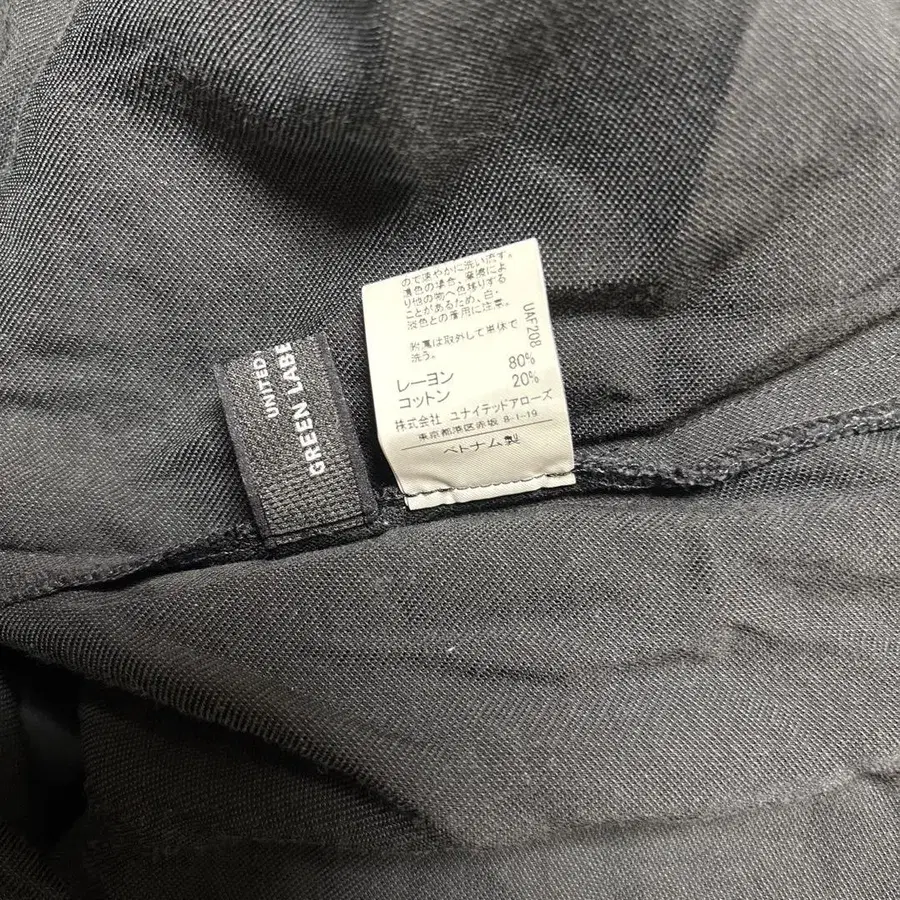 UNITED
GREEN LABE
ので速やかに洗い流す。
濃色の場合、摩擦によ
り他の物へ色移りする
ことがあるため、白・
淡色との着用に注意。
附属は取外して単体で
洗う。
レーヨン 80%
コットン 20%
株式会社 ユナイテッドアローズ
東京都港区赤坂 8-1-19
ベトナム製
UAF208